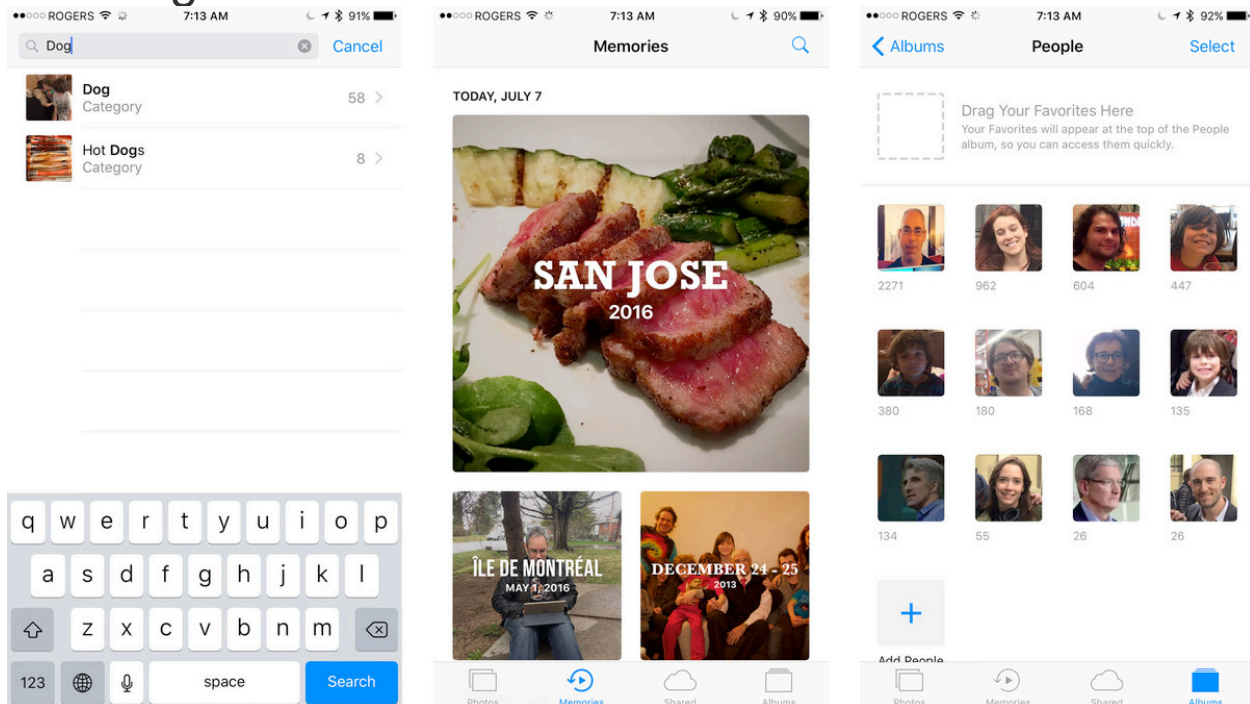 ROGERS 7:13 AM 91%
Dog
Cancel
Dog
Category
58
Hot Dogs
Category
8
q w e r t y u i o p
a s d f g h j k l
z x c v b n m
123 space Search
ROGERS 7:13 AM 90%
Memories
TODAY, JULY 7
SAN JOSE
2016
ÎLE DE MONTRÉAL
MAY 1, 2016
DECEMBER 24 - 25
2013
Photos Memories Shared Albums
ROGERS 7:13 AM 92%
Albums People Select
Drag Your Favorites Here
Your Favorites will appear at the top of the People
album, so you can access them quickly.
2271 962 604 447
380 180 168 135
134 55 26 26
+
Add People
Photos Memories Shared Albums